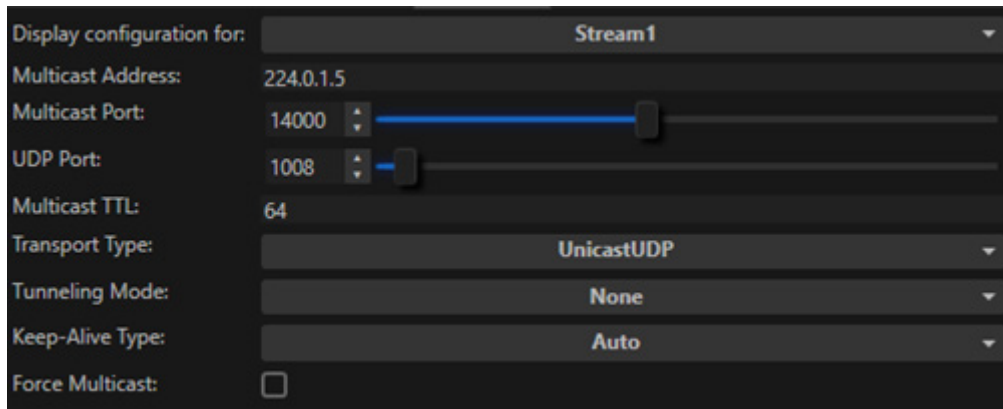 Display configuration for: Stream1
Multicast Address: 224.0.1.5
Multicast Port: 14000
UDP Port: 1008
Multicast TTL: 64
Transport Type: UnicastUDP
Tunneling Mode: None
Keep-Alive Type: Auto
Force Multicast: